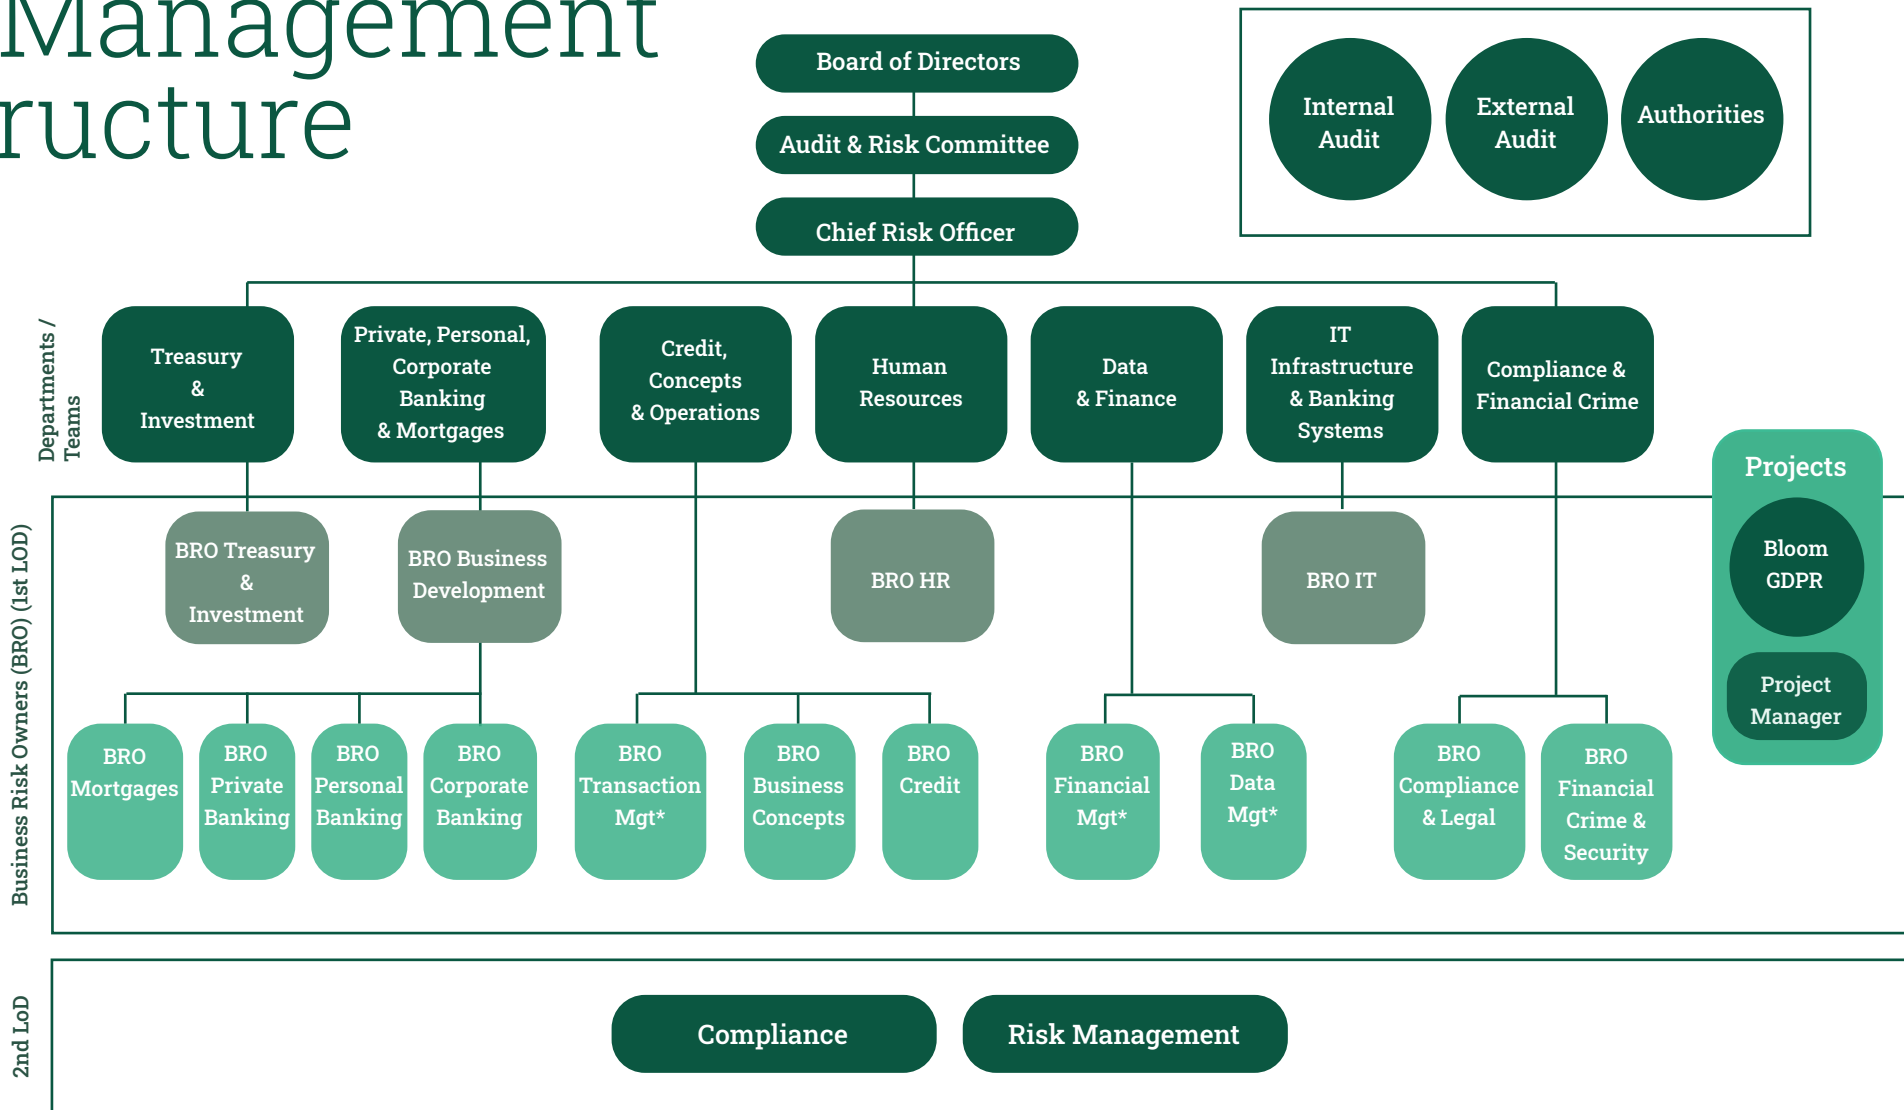 Management
ructure
Board of Directors
Audit & Risk Committee
Chief Risk Officer
Internal
Audit
External
Audit
Authorities
Departments /
Teams
Treasury
&
Investment
Private, Personal,
Corporate
Banking
& Mortgages
Credit,
Concepts
& Operations
Human
Resources
Data
& Finance
IT
Infrastructure
& Banking
Systems
Compliance &
Financial Crime
Projects
Bloom
GDPR
Project
Manager
Business Risk Owners (BRO) (1st LOD)
BRO Treasury
&
Investment
BRO Business
Development
BRO HR
BRO IT
BRO
Mortgages
BRO
Private
Banking
BRO
Personal
Banking
BRO
Corporate
Banking
BRO
Transaction
Mgt*
BRO
Business
Concepts
BRO
Credit
BRO
Financial
Mgt*
BRO
Data
Mgt*
BRO
Compliance
& Legal
BRO
Financial
Crime &
Security
2nd LoD
Compliance
Risk Management